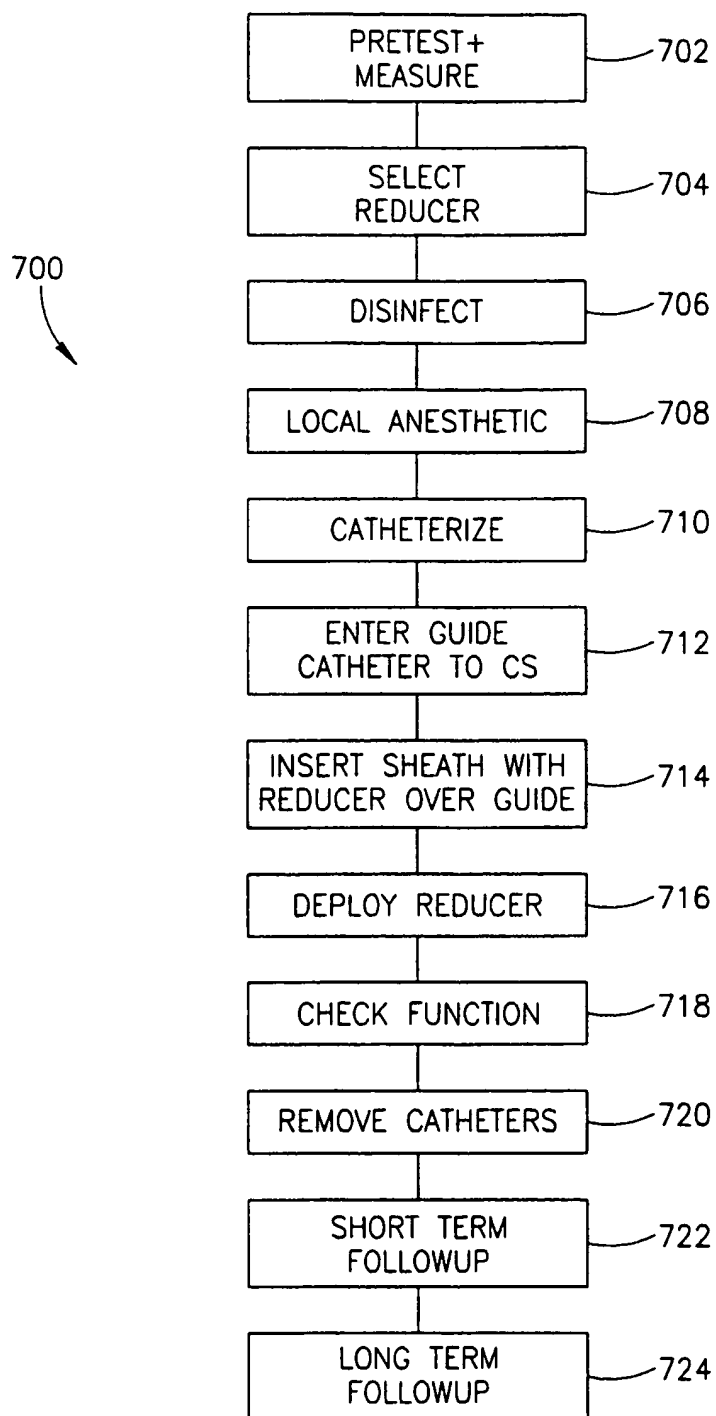 PRETEST+
MEASURE
702
SELECT
REDUCER
704
700
DISINFECT
706
LOCAL ANESTHETIC
708
CATHETERIZE
710
ENTER GUIDE
CATHETER TO CS
712
INSERT SHEATH WITH
REDUCER OVER GUIDE
714
DEPLOY REDUCER
716
CHECK FUNCTION
718
REMOVE CATHETERS
720
SHORT TERM
FOLLOWUP
722
LONG TERM
FOLLOWUP
724